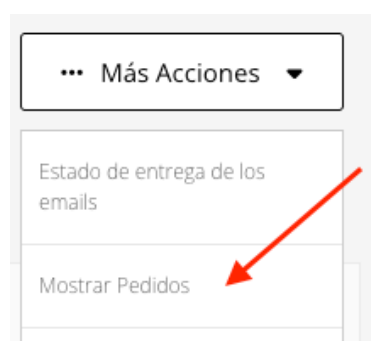 ••• Más Acciones
Estado de entrega de los
emails
Mostrar Pedidos